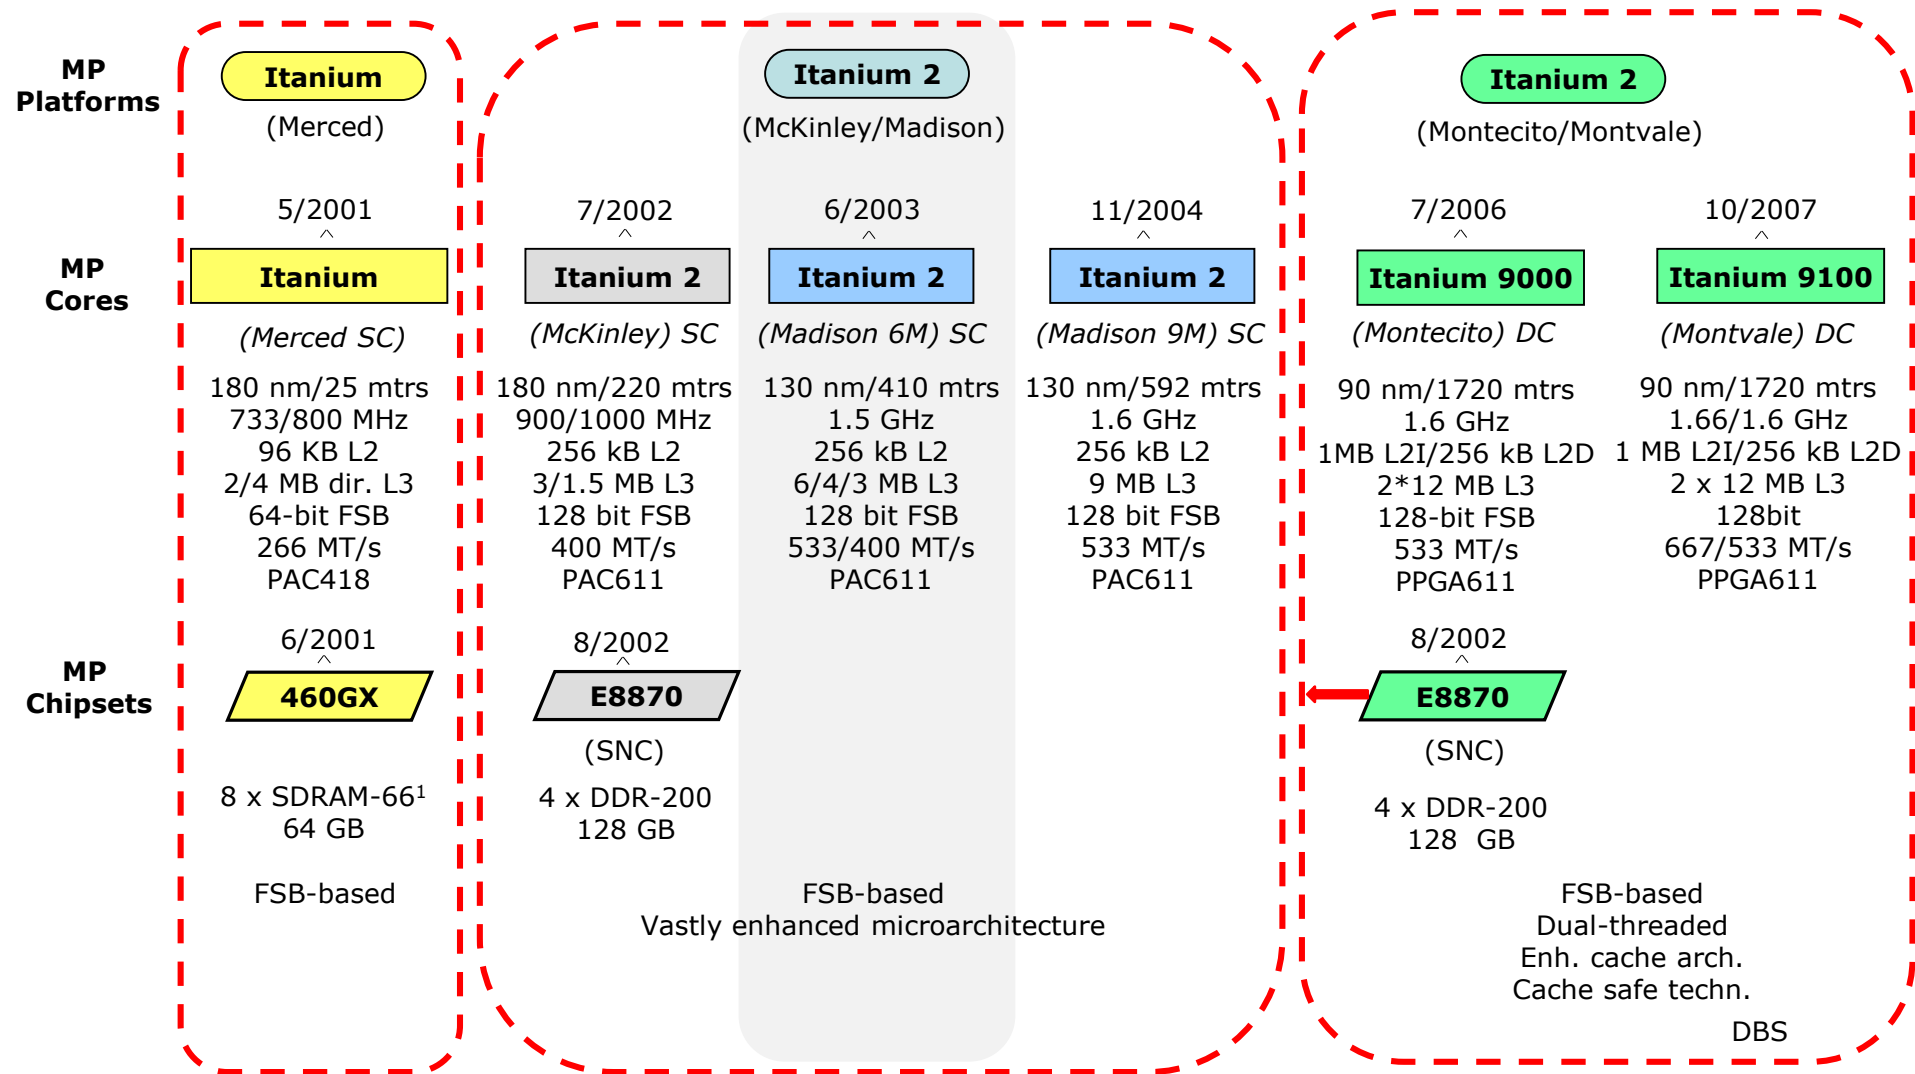 MP
Platforms
Itanium
(Merced)
Itanium 2
(McKinley/Madison)
Itanium 2
(Montecito/Montvale)
MP
Cores
5/2001
Itanium
(Merced SC)
180 nm/25 mtrs
733/800 MHz
96 KB L2
2/4 MB dir. L3
64-bit FSB
266 MT/s
PAC418
7/2002
Itanium 2
(McKinley) SC
180 nm/220 mtrs
900/1000 MHz
256 kB L2
3/1.5 MB L3
128 bit FSB
400 MT/s
PAC611
6/2003
Itanium 2
(Madison 6M) SC
130 nm/410 mtrs
1.5 GHz
256 kB L2
6/4/3 MB L3
128 bit FSB
533/400 MT/s
PAC611
11/2004
Itanium 2
(Madison 9M) SC
130 nm/592 mtrs
1.6 GHz
256 kB L2
9 MB L3
128 bit FSB
533 MT/s
PAC611
7/2006
Itanium 9000
(Montecito) DC
90 nm/1720 mtrs
1.6 GHz
1MB L2I/256 kB L2D
2*12 MB L3
128-bit FSB
533 MT/s
PPGA611
10/2007
Itanium 9100
(Montvale) DC
90 nm/1720 mtrs
1.66/1.6 GHz
1 MB L2I/256 kB L2D
2 x 12 MB L3
128bit
667/533 MT/s
PPGA611
MP
Chipsets
6/2001
460GX
8 x SDRAM-66¹
64 GB
FSB-based
8/2002
E8870
(SNC)
4 x DDR-200
128 GB
FSB-based
Vastly enhanced microarchitecture
8/2002
E8870
(SNC)
4 x DDR-200
128 GB
FSB-based
Dual-threaded
Enh. cache arch.
Cache safe techn.
DBS